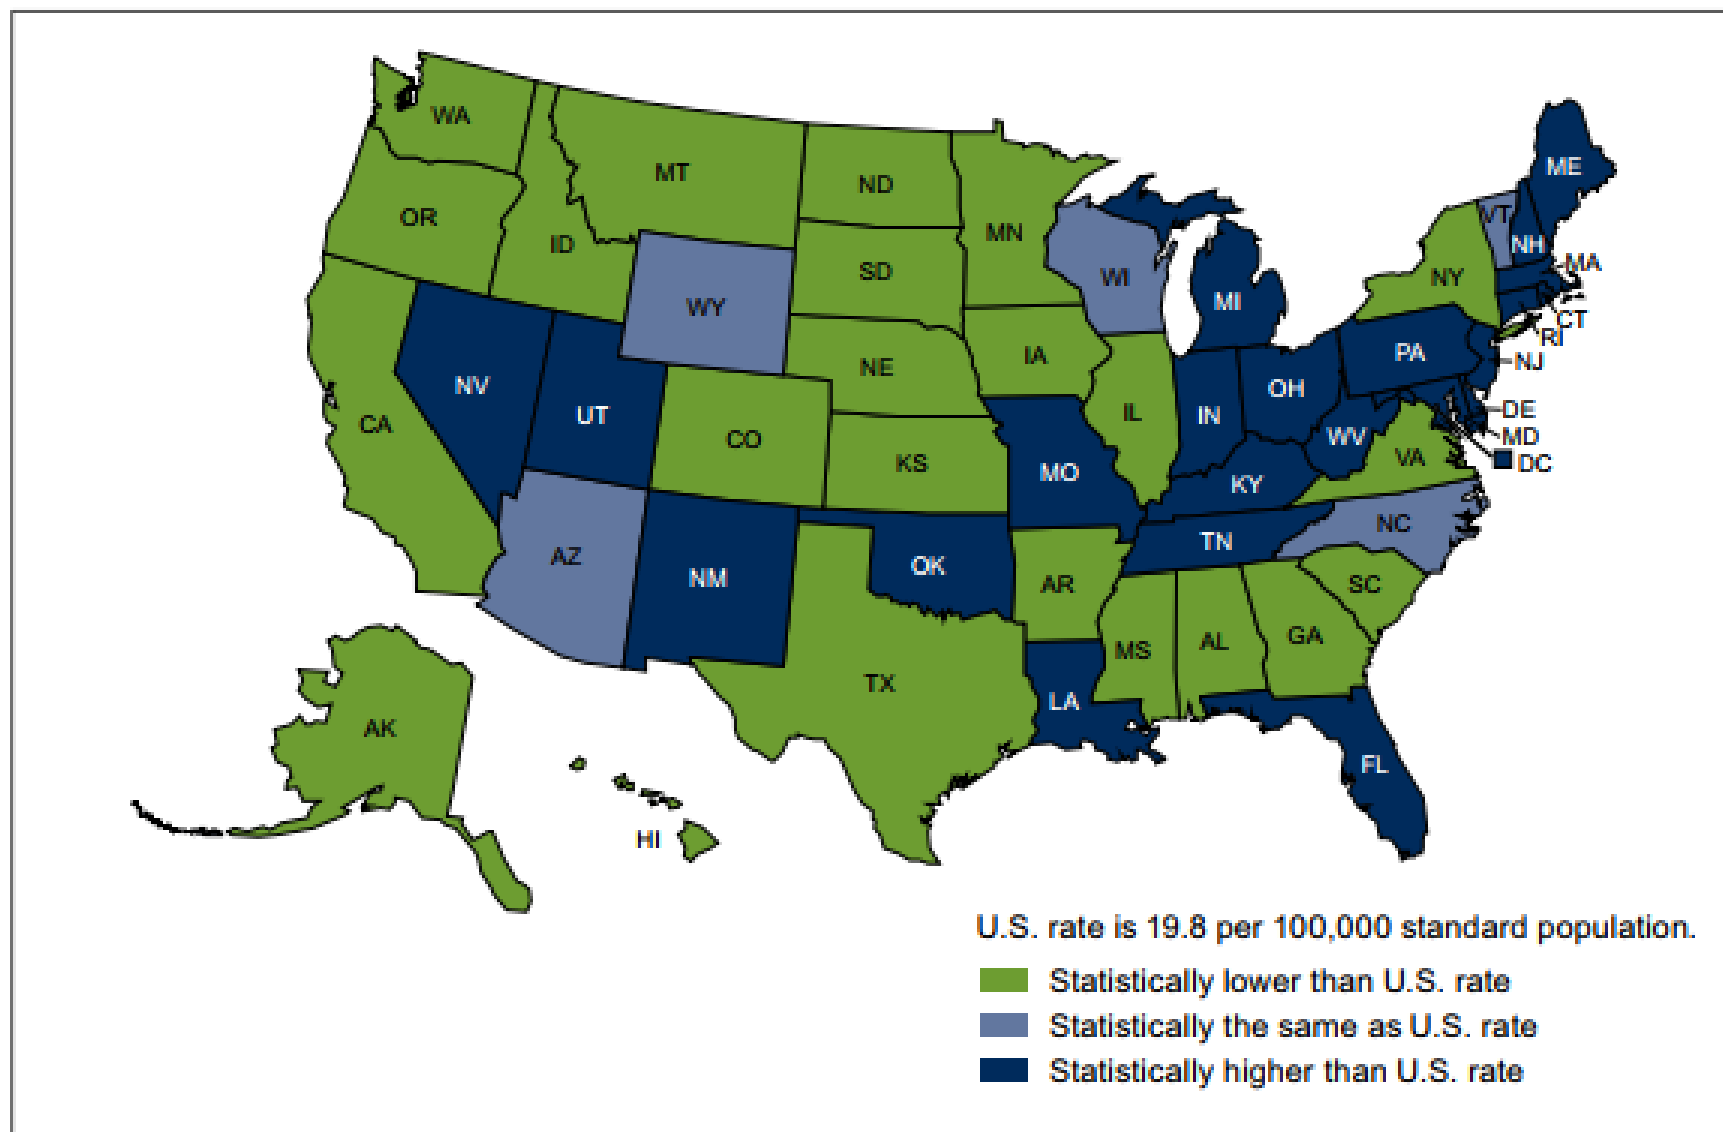 WA
MT
ND
MN
ME
OR
ID
SD
WI
VT
NH
MA
NY
WY
MI
CT
RI
NJ
NE
IA
PA
NV
UT
CO
KS
IL
IN
OH
DE
MD
DC
WV
VA
CA
MO
KY
NC
TN
AZ
NM
OK
AR
SC
MS
AL
GA
TX
LA
FL
AK
HI
U.S. rate is 19.8 per 100,000 standard population.
Statistically lower than U.S. rate
Statistically the same as U.S. rate
Statistically higher than U.S. rate